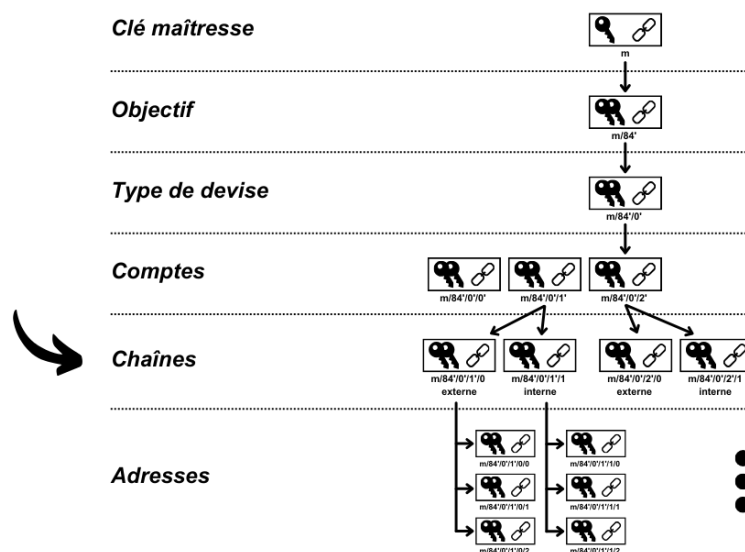 Clé maîtresse
m
Objectif
m/84'
Type de devise
m/84'/0'
Comptes
m/84'/0'/0'
m/84'/0'/1'
m/84'/0'/2'
Chaînes
m/84'/0'/1'/0
externe
m/84'/0'/1'/1
interne
m/84'/0'/2'/0
externe
m/84'/0'/2'/1
interne
Adresses
m/84'/0'/1'/0/0
m/84'/0'/1'/1/0
m/84'/0'/1'/0/1
m/84'/0'/1'/1/1
m/84'/0'/1'/0/2
m/84'/0'/1'/1/2